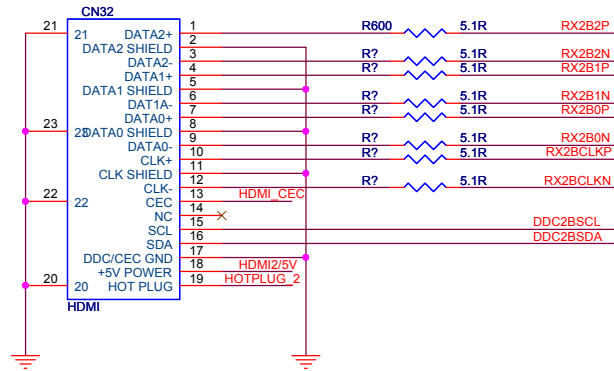 CN32
21 21 DATA2+ 1 R600 5.1R RX2B2P
DATA2 SHIELD 2
DATA2- 3 R? 5.1R RX2B2N
DATA1+ 4 R? 5.1R RX2B1P
DATA1 SHIELD 5
DAT1A- 6 R? 5.1R RX2B1N
DATA0+ 7 R? 5.1R RX2B0P
23 23 DATA0 SHIELD 8
DATA0- 9 R? 5.1R RX2B0N
CLK+ 10 R? 5.1R RX2BCLKP
CLK SHIELD 11
CLK- 12 R? 5.1R RX2BCLKN
22 22 CEC 13 HDMI_CEC
NC 14
SCL 15 DDC2BSCL
SDA 16 DDC2BSDA
DDC/CEC GND 17
+5V POWER 18 HDMI2/5V
20 20 HOT PLUG 19 HOTPLUG_2
HDMI